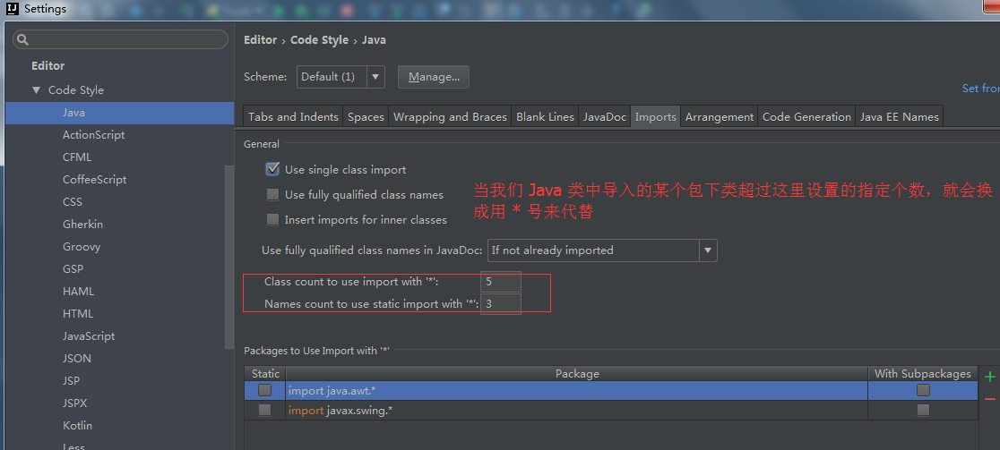 IJ Settings
Editor › Code Style › Java
Scheme: Default (1) Manage...
Set from
Tabs and Indents Spaces Wrapping and Braces Blank Lines JavaDoc Imports Arrangement Code Generation Java EE Names
Editor
Code Style
Java
ActionScript
CFML
CoffeeScript
CSS
Gherkin
Groovy
GSP
HAML
HTML
JavaScript
JSON
JSP
JSPX
Kotlin
Less
General
Use single class import
Use fully qualified class names
Insert imports for inner classes
当我们 Java 类中导入的某个包下类超过这里设置的指定个数，就会换
成用 * 号来代替
Use fully qualified class names in JavaDoc: If not already imported
Class count to use import with '*': 5
Names count to use static import with '*': 3
Packages to Use Import with '*'
Static Package With Subpackages
import java.awt.*
import javax.swing.*